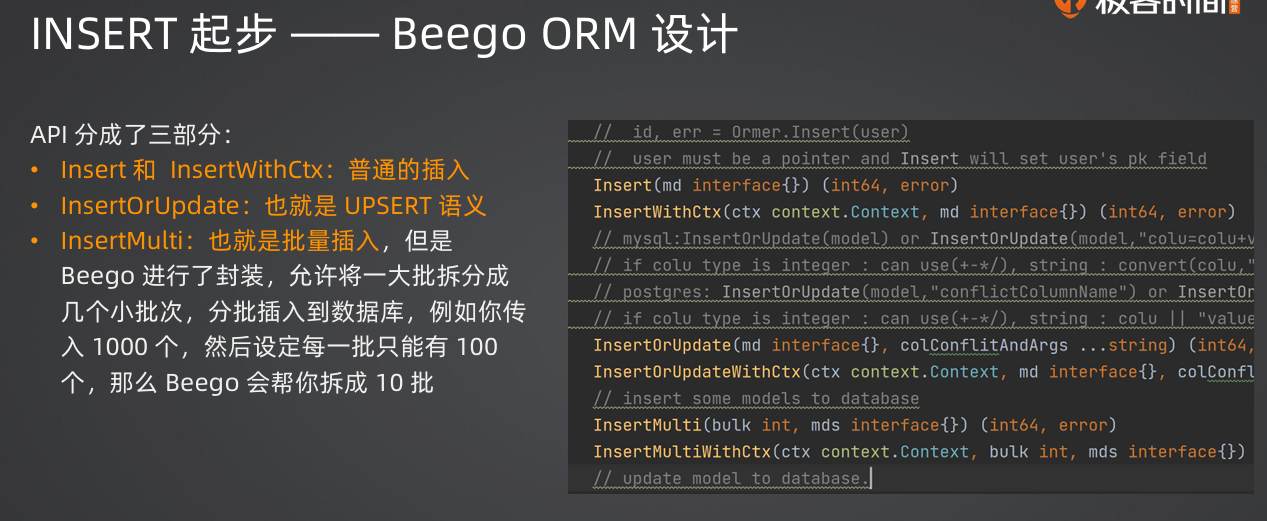 INSERT 起步 —— Beego ORM 设计
极客时间
API 分成了三部分：
• Insert 和 InsertWithCtx：普通的插入
• InsertOrUpdate：也就是 UPSERT 语义
• InsertMulti：也就是批量插入，但是
Beego 进行了封装，允许将一大批拆分成
几个小批次，分批插入到数据库，例如你传
入 1000 个，然后设定每一批只能有 100
个，那么 Beego 会帮你拆成 10 批
//  id, err = Ormer.Insert(user)
//  user must be a pointer and Insert will set user's pk field
Insert(md interface{}) (int64, error)
InsertWithCtx(ctx context.Context, md interface{}) (int64, error)
// mysql:InsertOrUpdate(model) or InsertOrUpdate(model,"colu=colu+v
// if colu type is integer : can use(+-*/), string : convert(colu,"
// postgres: InsertOrUpdate(model,"conflictColumnName") or InsertOr
// if colu type is integer : can use(+-*/), string : colu || "value
InsertOrUpdate(md interface{}, colConflitAndArgs ...string) (int64,
InsertOrUpdateWithCtx(ctx context.Context, md interface{}, colConfl
// insert some models to database
InsertMulti(bulk int, mds interface{}) (int64, error)
InsertMultiWithCtx(ctx context.Context, bulk int, mds interface{})
// update model to database.